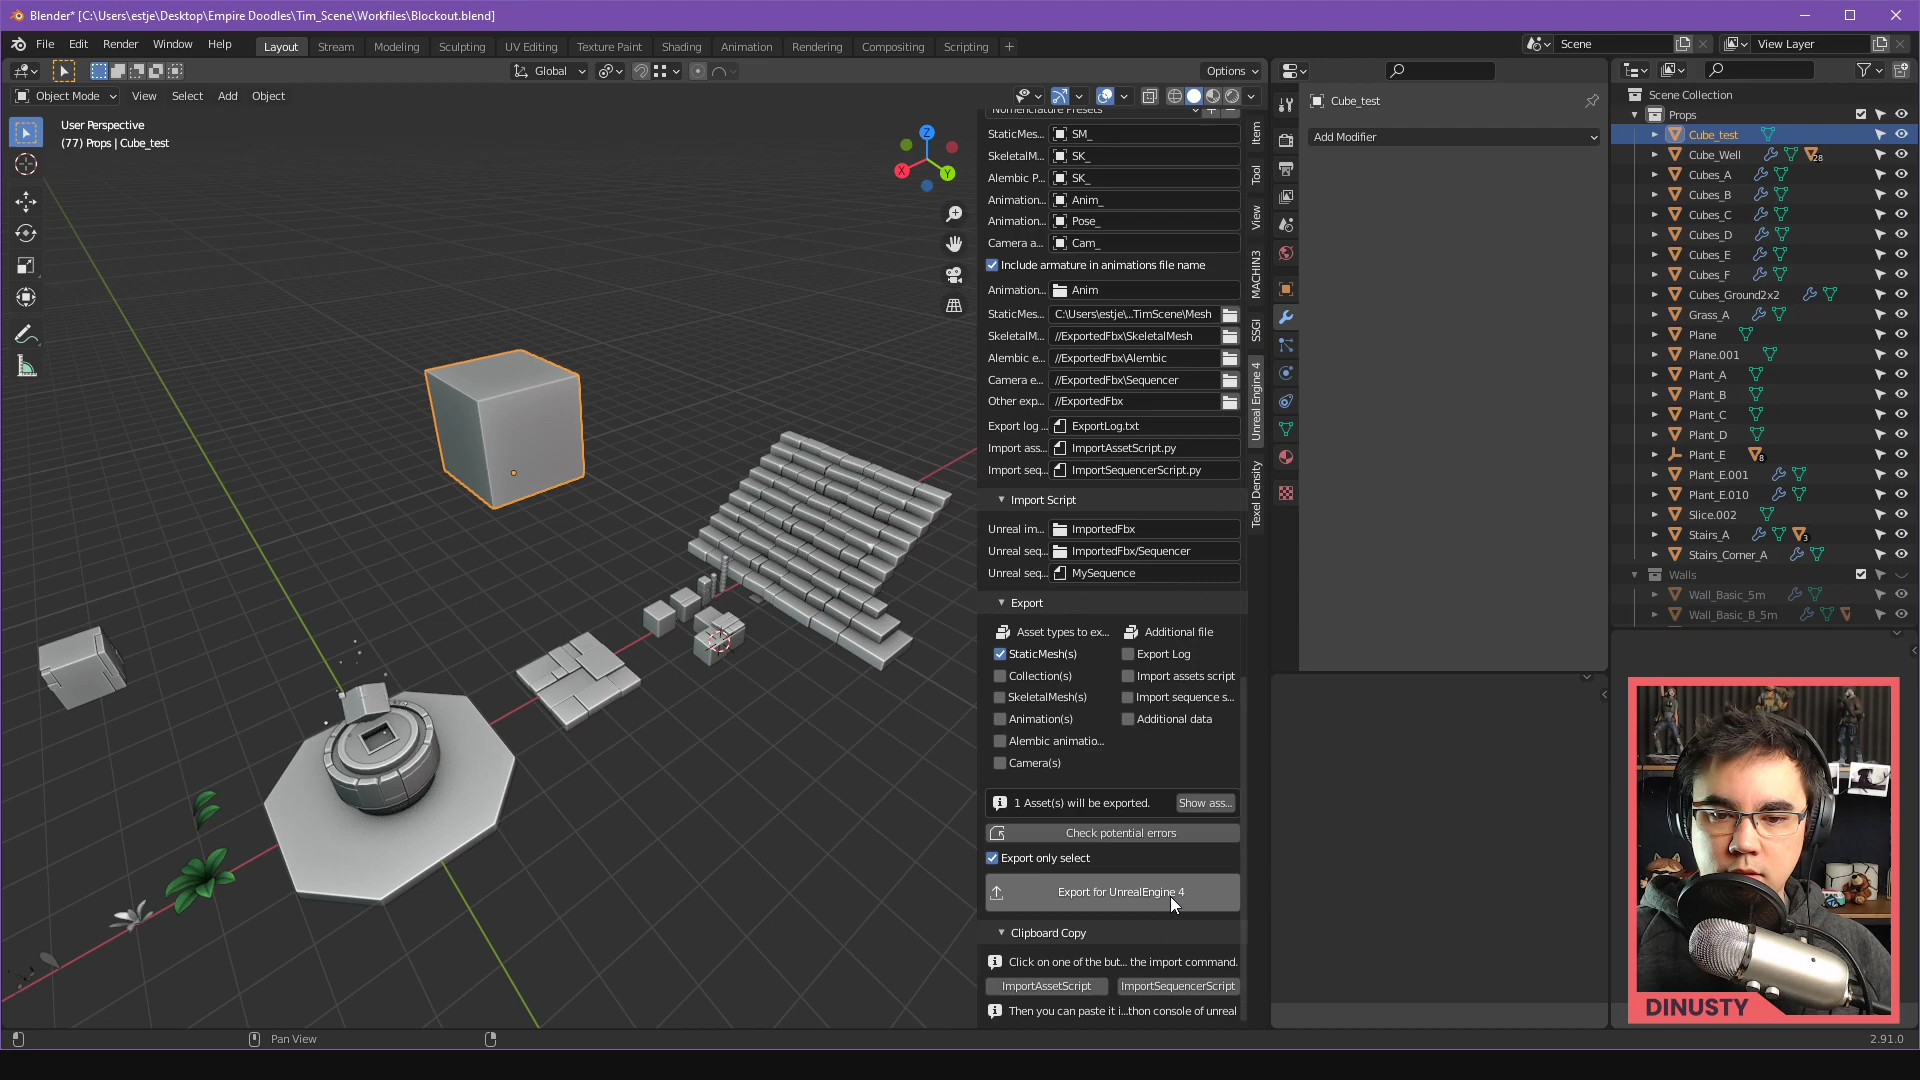 Blender* [C:\Users\estje\Desktop\Empire Doodles\Tim_Scene\Workfiles\Blockout.blend]
File Edit Render Window Help Layout Stream Modeling Sculpting UV Editing Texture Paint Shading Animation Rendering Compositing Scripting + Scene View Layer
Global Options
Object Mode View Select Add Object
User Perspective
(77) Props | Cube_test
Z
X
Y
Nomenclature Presets
StaticMes... SM_
SkeletalM... SK_
Alembic P... SK_
Animation... Anim_
Animation... Pose_
Camera a... Cam_
Include armature in animations file name
Animation... Anim
StaticMes... C:\Users\estje\...TimScene\Mesh
SkeletalM... //ExportedFbx\SkeletalMesh
Alembic e... //ExportedFbx\Alembic
Camera e... //ExportedFbx\Sequencer
Other exp... //ExportedFbx
Export log ... ExportLog.txt
Import ass... ImportAssetScript.py
Import seq... ImportSequencerScript.py
Import Script
Unreal im... ImportedFbx
Unreal seq... ImportedFbx/Sequencer
Unreal seq... MySequence
Export
Asset types to ex... Additional file
StaticMesh(s) Export Log
Collection(s) Import assets script
SkeletalMesh(s) Import sequence s...
Animation(s) Additional data
Alembic animatio...
Camera(s)
1 Asset(s) will be exported. Show ass...
Check potential errors
Export only select
Export for UnrealEngine 4
Clipboard Copy
Click on one of the but... the import command.
ImportAssetScript ImportSequencerScript
Then you can paste it i...thon console of unreal
Item
Tool
View
MACHIN3
SSGI
Unreal Engine 4
Texel Density
Cube_test
Add Modifier
Scene Collection
Props
Cube_test
Cube_Well 28
Cubes_A
Cubes_B
Cubes_C
Cubes_D
Cubes_E
Cubes_F
Cubes_Ground2x2
Grass_A
Plane
Plane.001
Plant_A
Plant_B
Plant_C
Plant_D
Plant_E 8
Plant_E.001
Plant_E.010
Slice.002
Stairs_A 3
Stairs_Corner_A
Walls
Wall_Basic_5m
Wall_Basic_B_5m
DINUSTY
Pan View
2.91.0